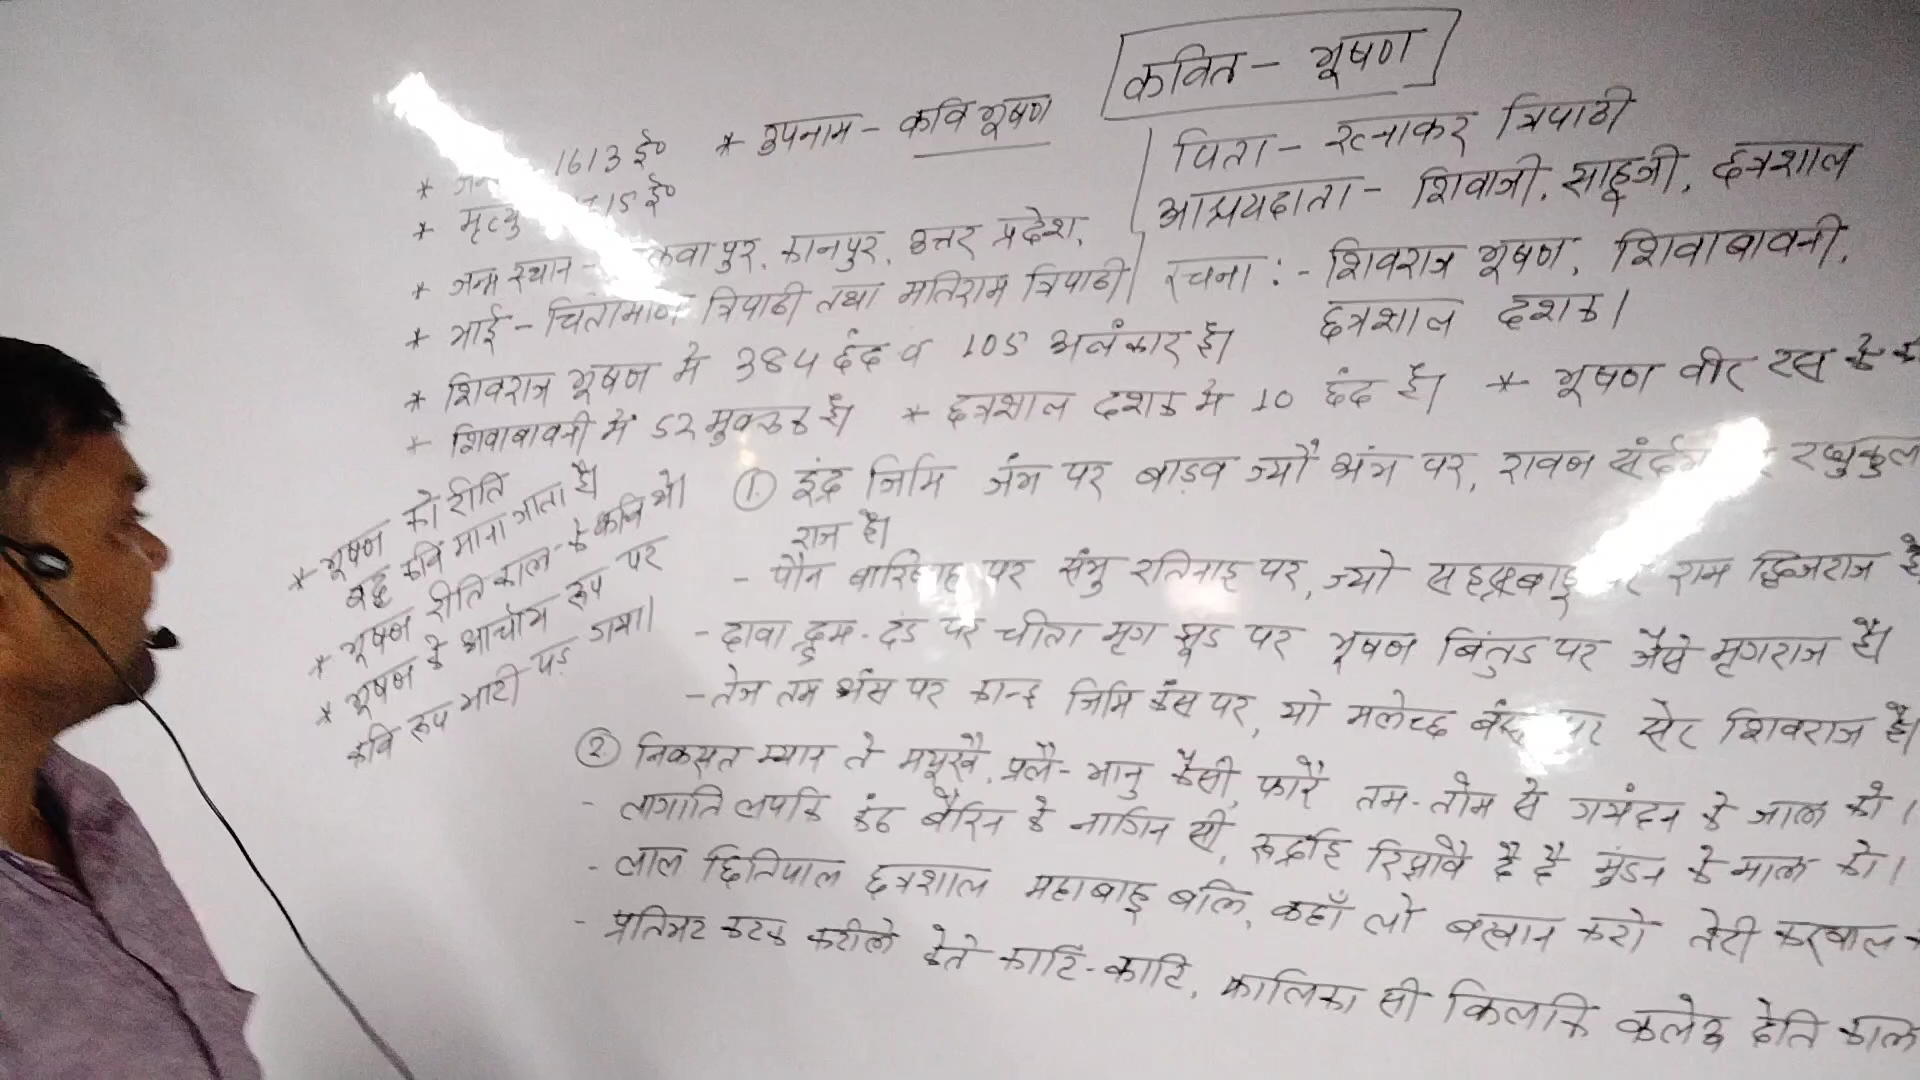 कवित - भूषण
* 1613 ई० * उपनाम - कवि भूषण
* मृत्यु 15 ई०
* जन्म स्थान - कवापुर, कानपुर, उत्तर प्रदेश,
* भाई - चिंतामणि त्रिपाठी तथा मतिराम त्रिपाठी
पिता - रत्नाकर त्रिपाठी
आश्रयदाता - शिवाजी, साहूजी, छत्रशाल
रचना :- शिवराज भूषण, शिवाबावनी,
छत्रशाल दशक।
* शिवराज भूषण मे 384 छंद व 105 अलंकार है।
* शिवाबावनी में 52 मुक्तक है। * छत्रशाल दशक मे 10 छंद है। * भूषण वीर रस के
* भूषण को रीति
बद्ध कवि माना जाता है।
* भूषण रीति काल के कवि थे।
* भूषण के आचार्य रूप पर
कवि रूप भारी पड़ गया।
① इंद्र जिमि जंभ पर बाड़व ज्यौं अंभ पर, रावन रघुकुल
राज है।
- पौन बारिबाह पर संभु रतिनाह पर, ज्यो सहस्रबाहु पर राम द्विजराज है
- दावा द्रुम-दंड पर चीता मृग झुंड पर भूषण बितुंड पर जैसे मृगराज है।
- तेज तम अंस पर कान्ह जिमि कंस पर, यो मलेच्छ बंस पर सेर शिवराज है।
② निकसत म्यान ते मयूखै, प्रलै-भानु कैसी, फारै तम-तोम से गयंदन के जाल को।
- लागति लपकि कंठ बैरिन के नागिन सी, रूद्रहि रिझावै दै दै मुंडन के माल को।
- लाल छितिपाल छत्रशाल महाबाहु बलि, कहाँ लो बखान करो तेरी करवाल
- प्रतिभट कटक कटीले केते काटि-काटि, कालिका सी किलकि कलेऊ देति काल